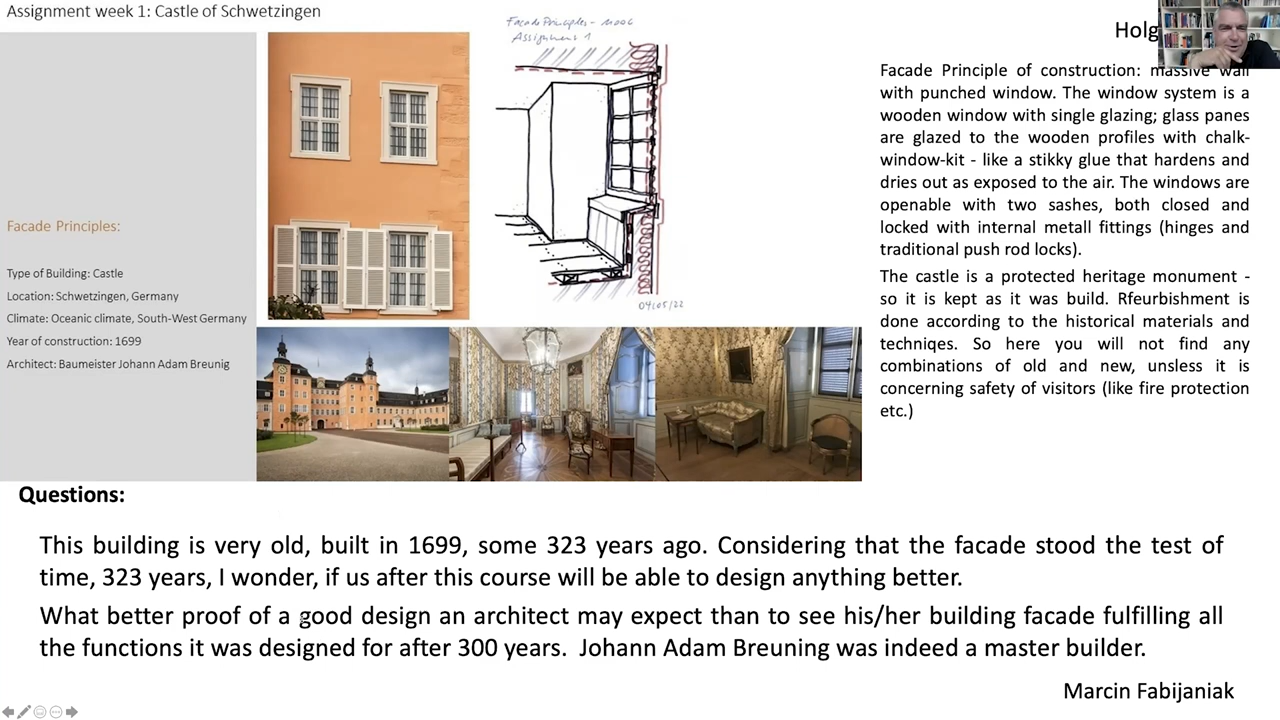 Assignment week 1: Castle of Schwetzingen
Facade Principles:
Type of Building: Castle
Location: Schwetzingen, Germany
Climate: Oceanic climate, South-West Germany
Year of construction: 1699
Architect: Baumeister Johann Adam Breunig
Facade Principles - MOOC
Assignment 1
04/05/22
Holg
Facade Principle of construction: massive wall
with punched window. The window system is a
wooden window with single glazing; glass panes
are glazed to the wooden profiles with chalk-
window-kit - like a stikky glue that hardens and
dries out as exposed to the air. The windows are
openable with two sashes, both closed and
locked with internal metall fittings (hinges and
traditional push rod locks).
The castle is a protected heritage monument -
so it is kept as it was build. Rfeurbishment is
done according to the historical materials and
techniqes. So here you will not find any
combinations of old and new, unsless it is
concerning safety of visitors (like fire protection
etc.)
Questions:
This building is very old, built in 1699, some 323 years ago. Considering that the facade stood the test of
time, 323 years, I wonder, if us after this course will be able to design anything better.
What better proof of a good design an architect may expect than to see his/her building facade fulfilling all
the functions it was designed for after 300 years. Johann Adam Breuning was indeed a master builder.
Marcin Fabijaniak